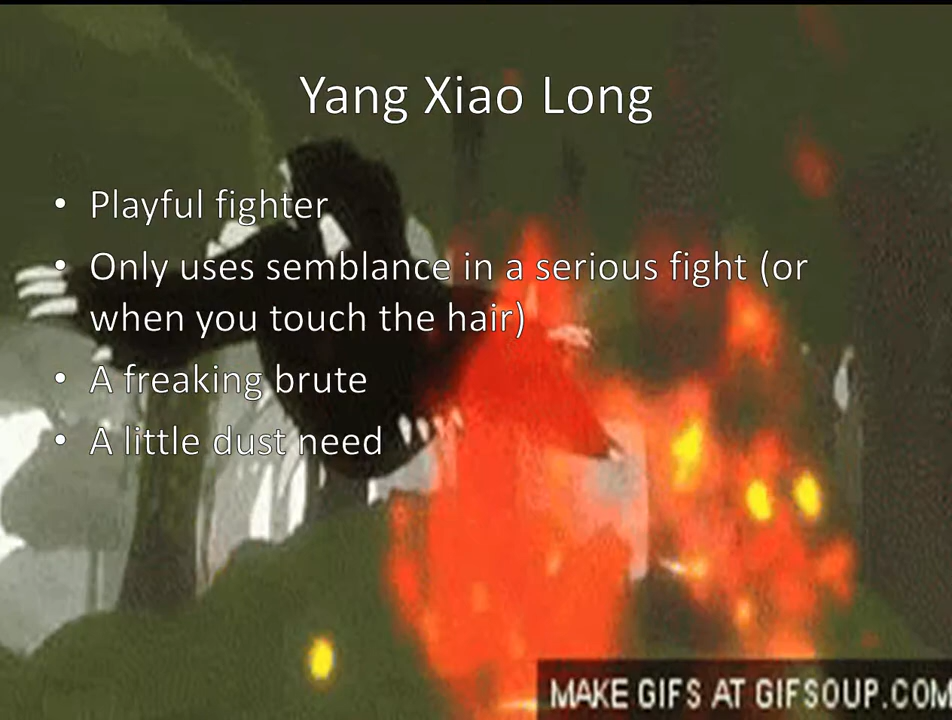 Yang Xiao Long
• Playful fighter
• Only uses semblance in a serious fight (or
when you touch the hair)
• A freaking brute
• A little dust need
MAKE GIFS AT GIFSOUP.COM